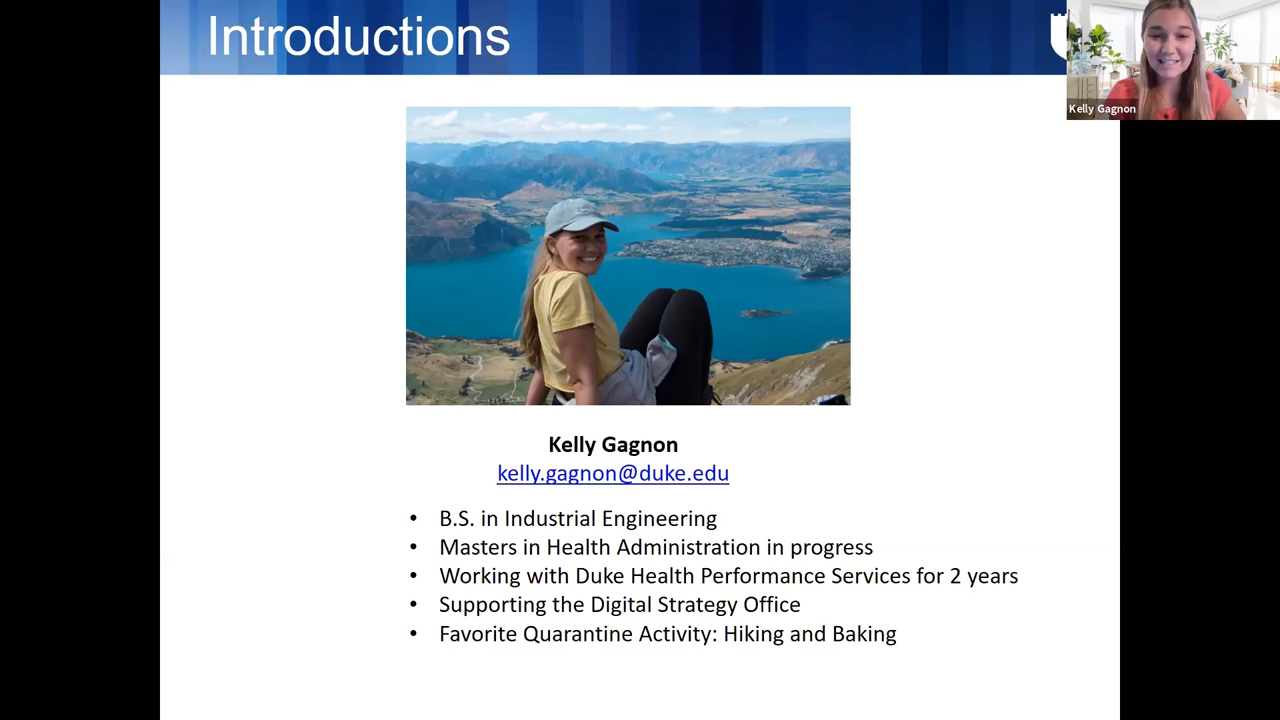 Introductions
Kelly Gagnon
Kelly Gagnon
kelly.gagnon@duke.edu
• B.S. in Industrial Engineering
• Masters in Health Administration in progress
• Working with Duke Health Performance Services for 2 years
• Supporting the Digital Strategy Office
• Favorite Quarantine Activity: Hiking and Baking